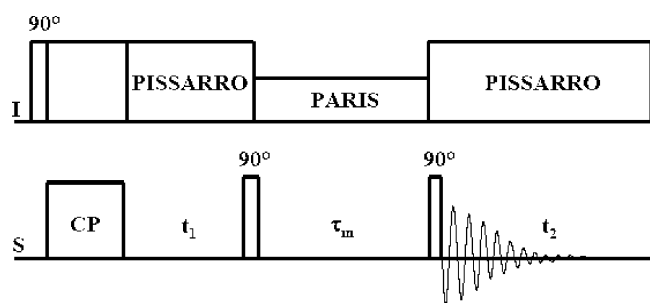 90°
PISSARRO
PARIS
PISSARRO
I
90°
90°
CP
t₁
τₘ
t₂
S